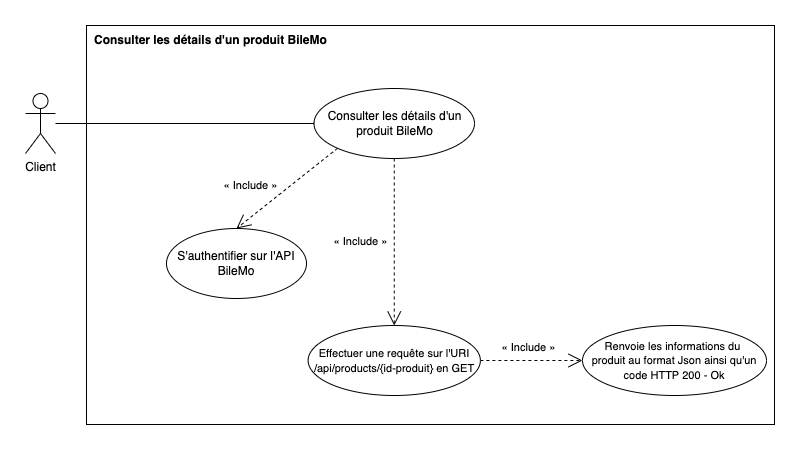 Consulter les détails d'un produit BileMo
Consulter les détails d'un
produit BileMo
Client
« Include »
« Include »
S'authentifier sur l'API
BileMo
Effectuer une requête sur l'URI
/api/products/{id-produit} en GET
« Include »
Renvoie les informations du
produit au format Json ainsi qu'un
code HTTP 200 - Ok